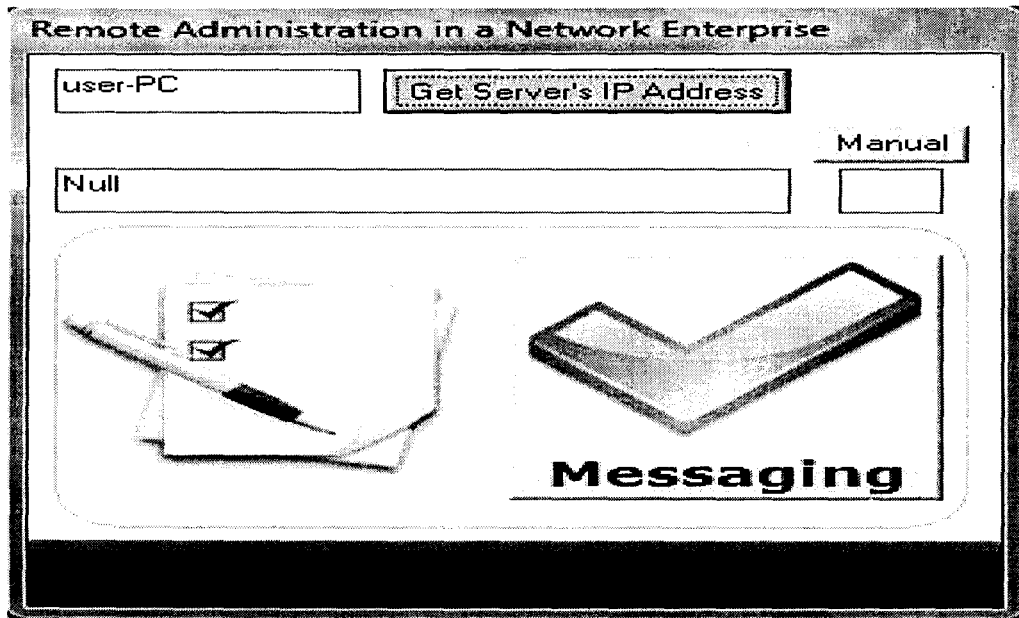 Remote Administration in a Network Enterprise
user-PC
Get Server's IP Address
Manual
Null
Messaging